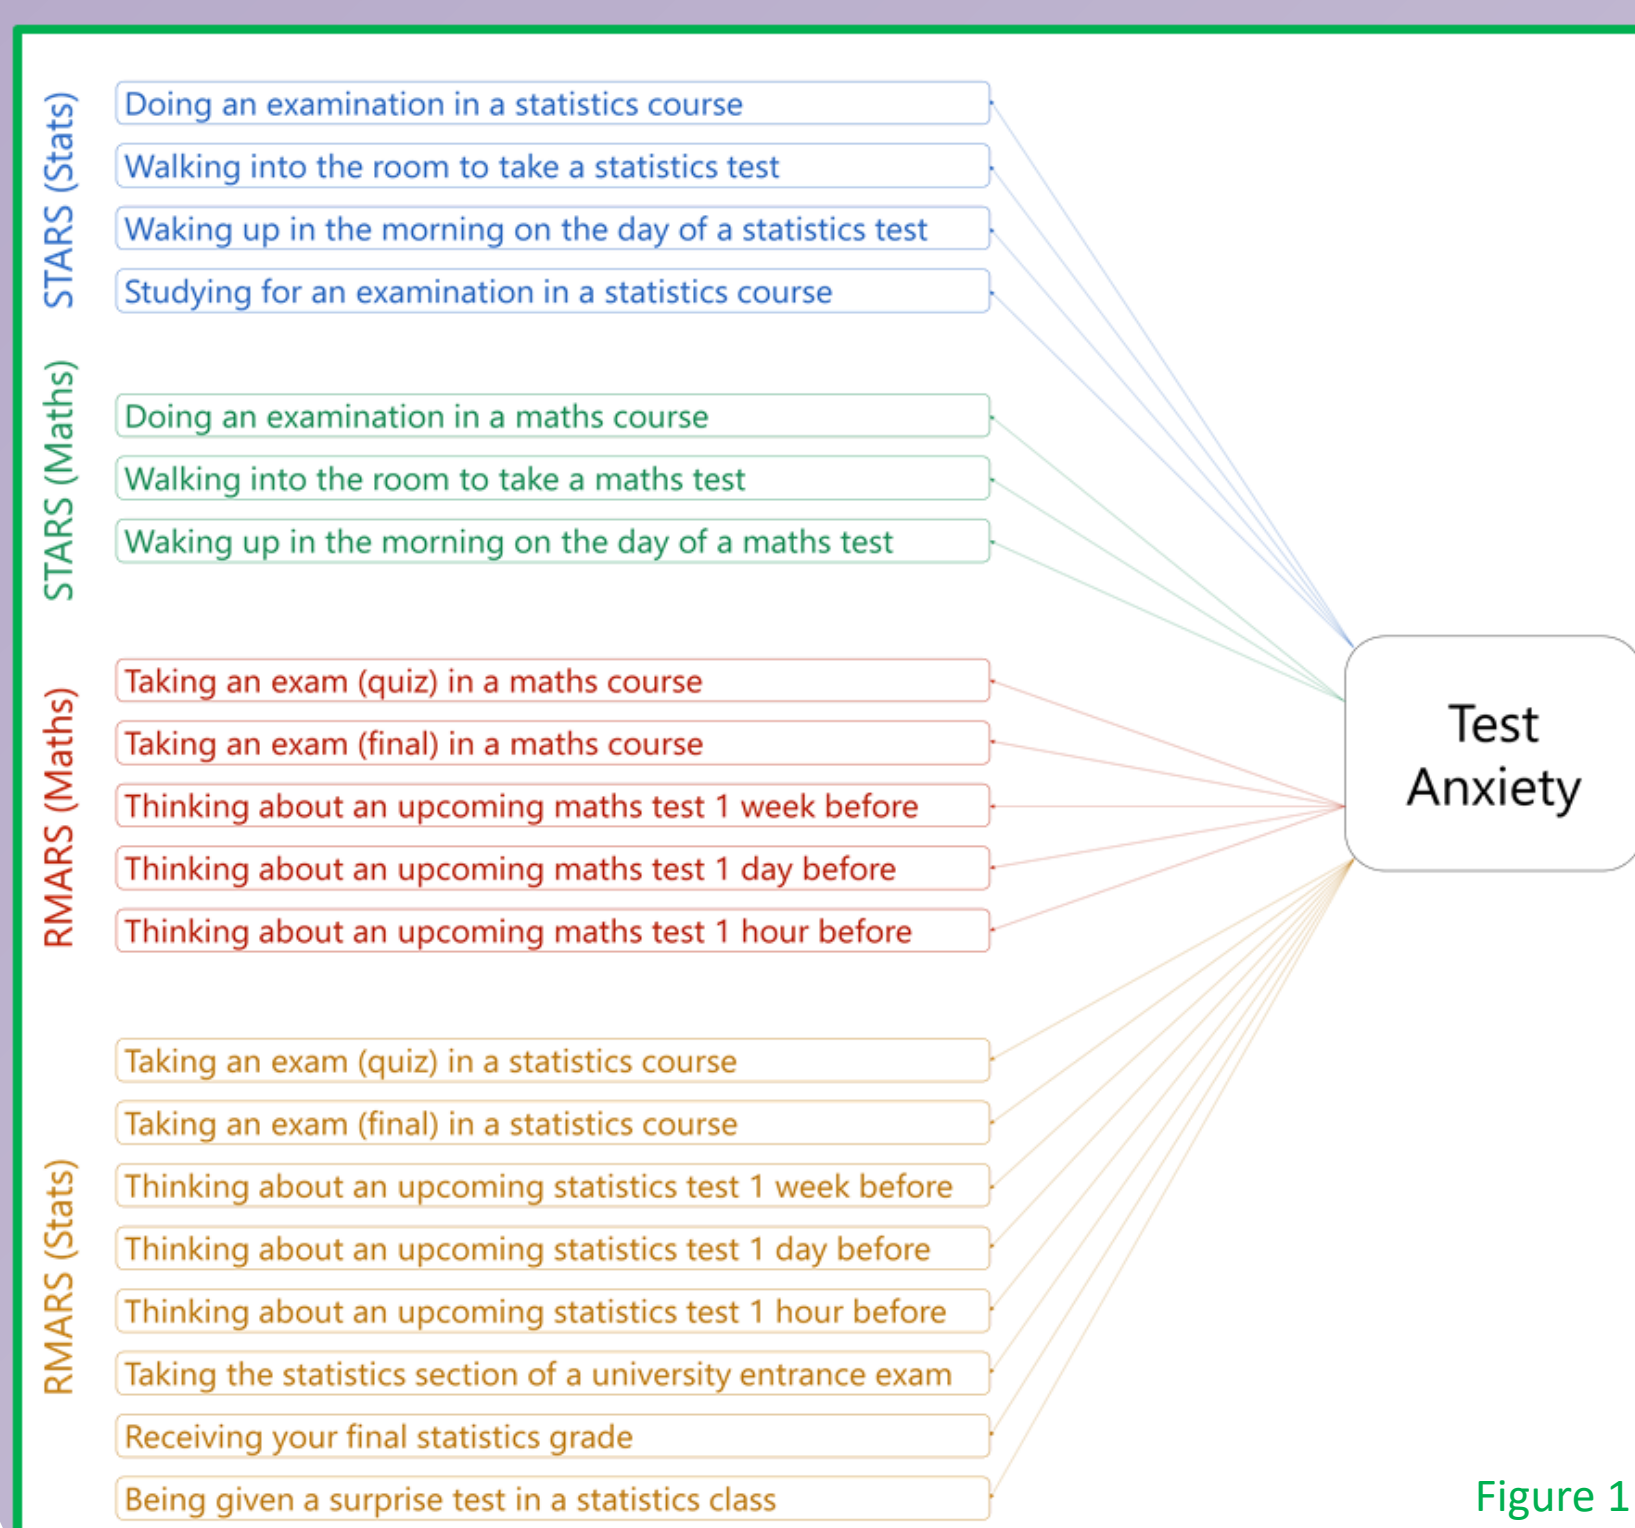 STARS (Stats)
Doing an examination in a statistics course
Walking into the room to take a statistics test
Waking up in the morning on the day of a statistics test
Studying for an examination in a statistics course
STARS (Maths)
Doing an examination in a maths course
Walking into the room to take a maths test
Waking up in the morning on the day of a maths test
RMARS (Maths)
Taking an exam (quiz) in a maths course
Taking an exam (final) in a maths course
Thinking about an upcoming maths test 1 week before
Thinking about an upcoming maths test 1 day before
Thinking about an upcoming maths test 1 hour before
RMARS (Stats)
Taking an exam (quiz) in a statistics course
Taking an exam (final) in a statistics course
Thinking about an upcoming statistics test 1 week before
Thinking about an upcoming statistics test 1 day before
Thinking about an upcoming statistics test 1 hour before
Taking the statistics section of a university entrance exam
Receiving your final statistics grade
Being given a surprise test in a statistics class
Test
Anxiety
Figure 1